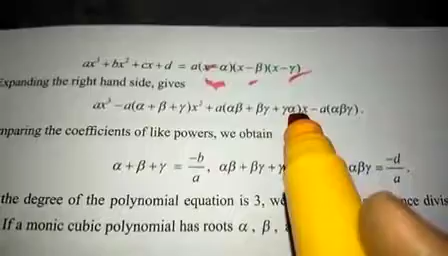 ax³ + bx² + cx + d = a(x − α)(x − β)(x − γ)
Expanding the right hand side, gives
ax³ − a(α + β + γ)x² + a(αβ + βγ + γα)x − a(αβγ).
mparing the coefficients of like powers, we obtain
α + β + γ = −b/a, αβ + βγ + γ αβγ = −d/a.
the degree of the polynomial equation is 3, we nce divis
If a monic cubic polynomial has roots α, β,